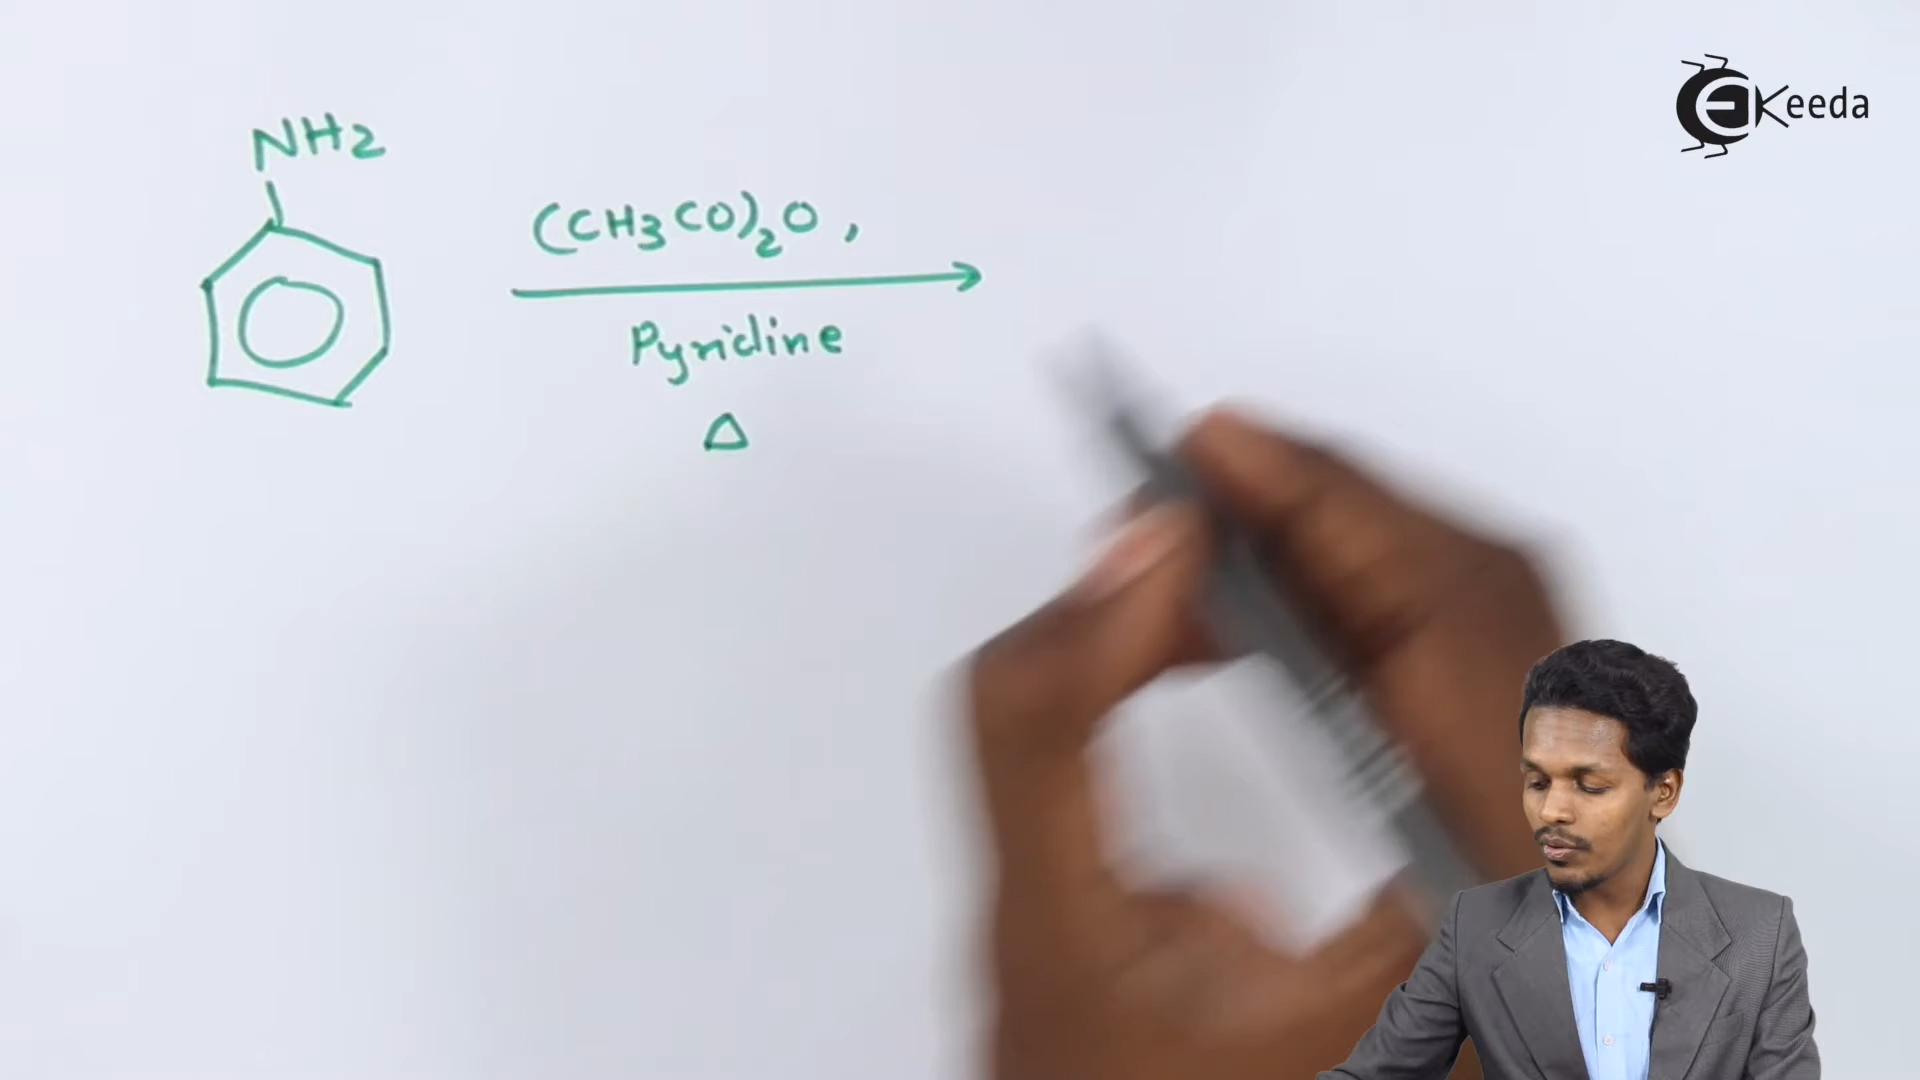 EKeeda
NH2
(CH3CO)2O,
Pyridine
Δ